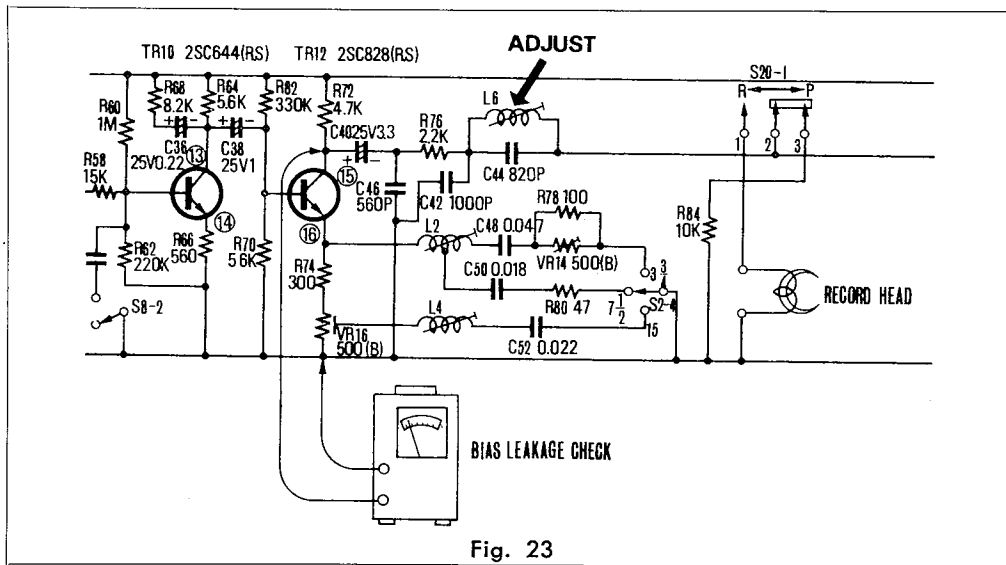 ADJUST
TR10 2SC644(R,S)
TR12 2SC828(R,S)
S20-1
R P
R60
1M
R68
8.2K
R64
5.6K
R82
330K
R72
4.7K
L6
C40 25V3.3
R76
2.2K
1 2 3
C36
25V0.22
C38
25V1
R58
15K
13
15
C46
560P
C42 1000P
C44 820P
R78 100
R84
10K
14
16
L2
C48 0.047
VR14 500(B)
R62
220K
R66
560
R70
56K
R74
300
C50 0.018
R80 47
3 3/4
7 1/2
S2-4
15
RECORD HEAD
S8-2
VR16
500(B)
L4
C52 0.022
BIAS LEAKAGE CHECK
Fig. 23